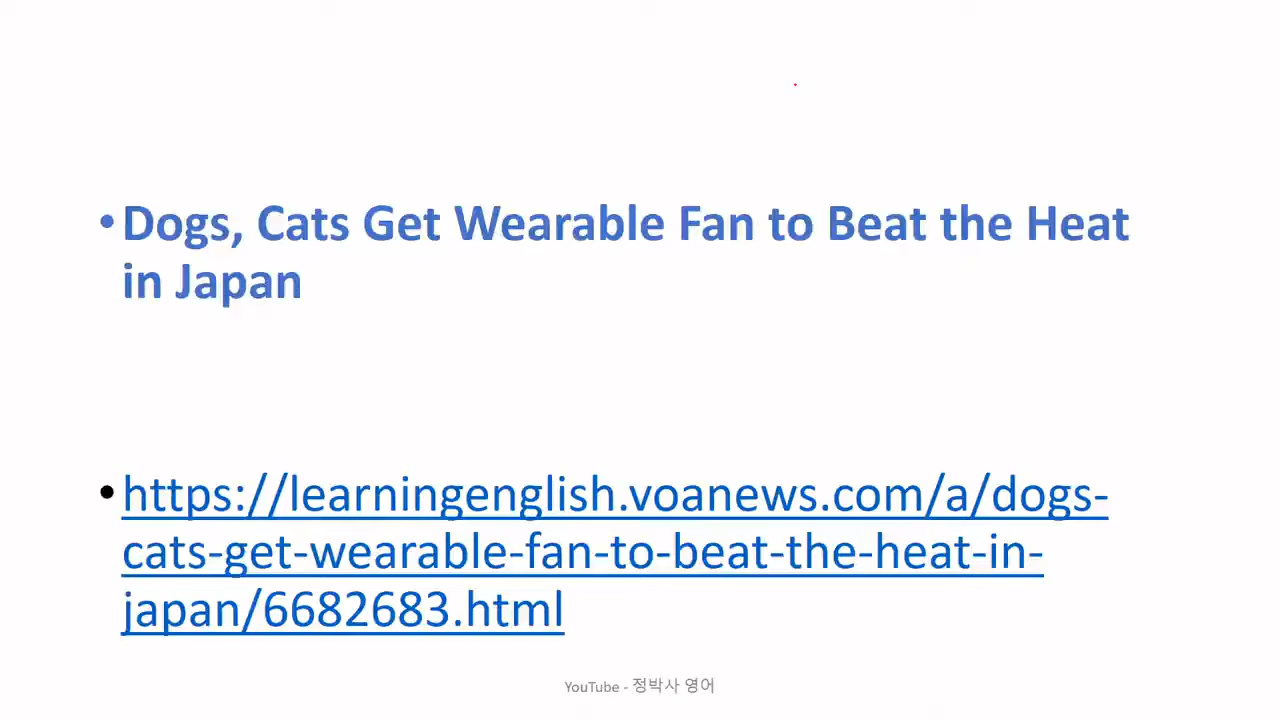 •Dogs, Cats Get Wearable Fan to Beat the Heat
in Japan
•https://learningenglish.voanews.com/a/dogs-
cats-get-wearable-fan-to-beat-the-heat-in-
japan/6682683.html
YouTube - 정박사 영어